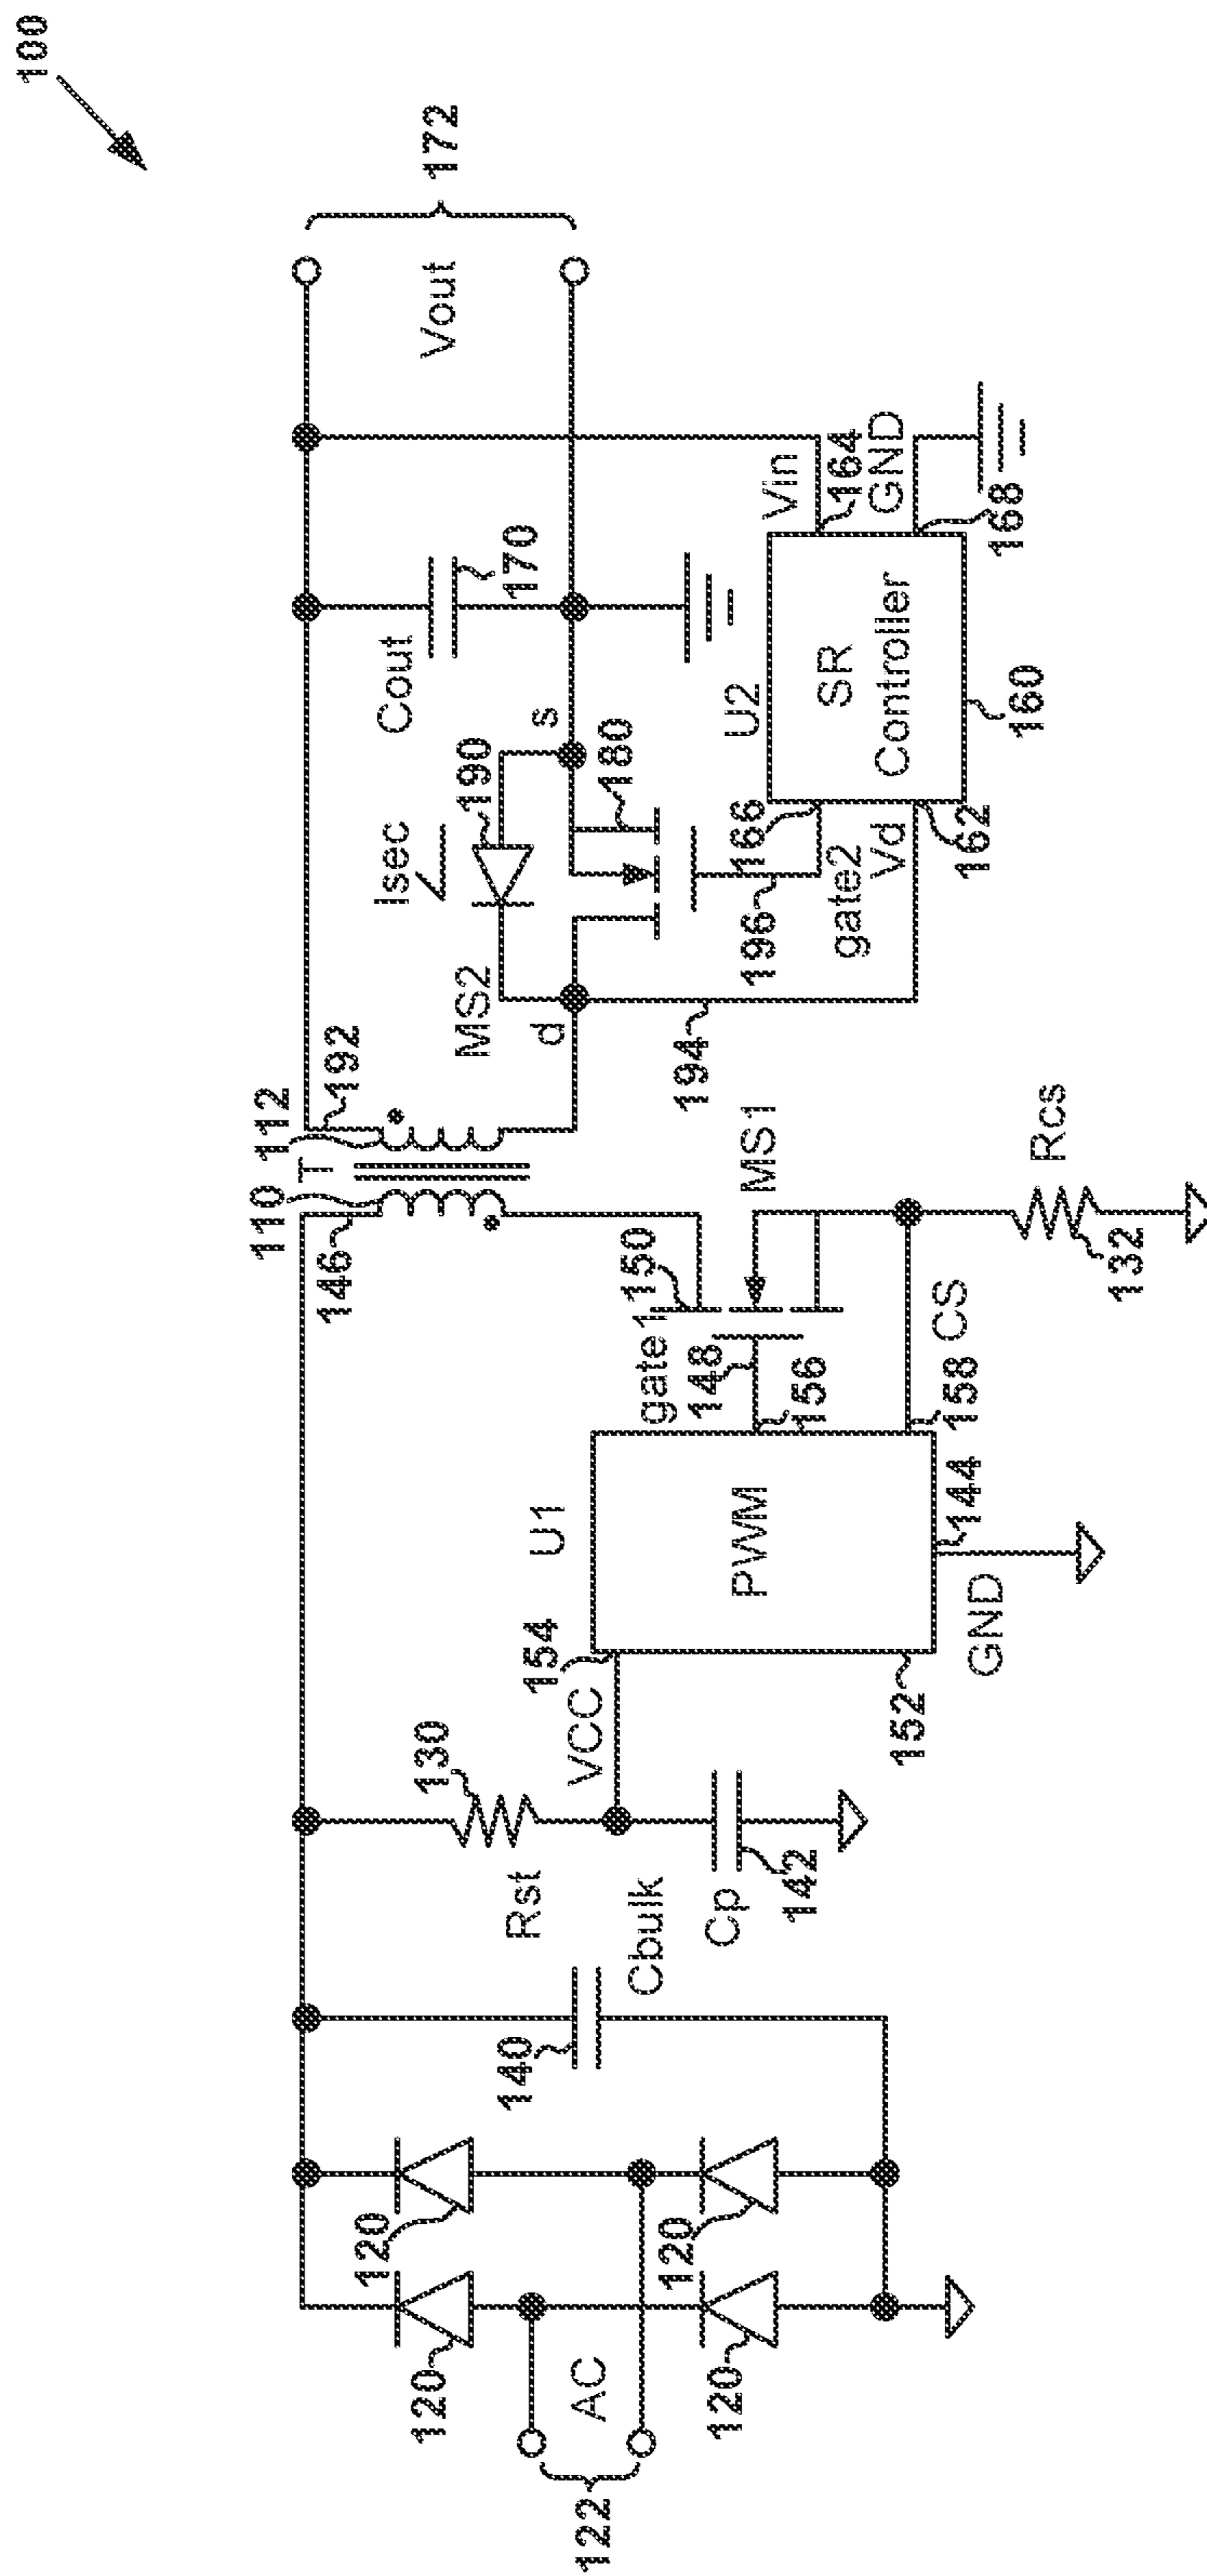 100
172
Vout
110
112
T
192
146
Isec
190
MS2
d
s
Cout
170
180
Vin
164
GND
168
U2
SR
Controller
160
166
gate2
Vd
162
196
194
MS1
150
gate1
148
156
CS
158
Rcs
132
U1
PWM
154
VCC
152
GND
144
130
Rst
Cp
142
Cbulk
140
120
120
120
120
AC
122